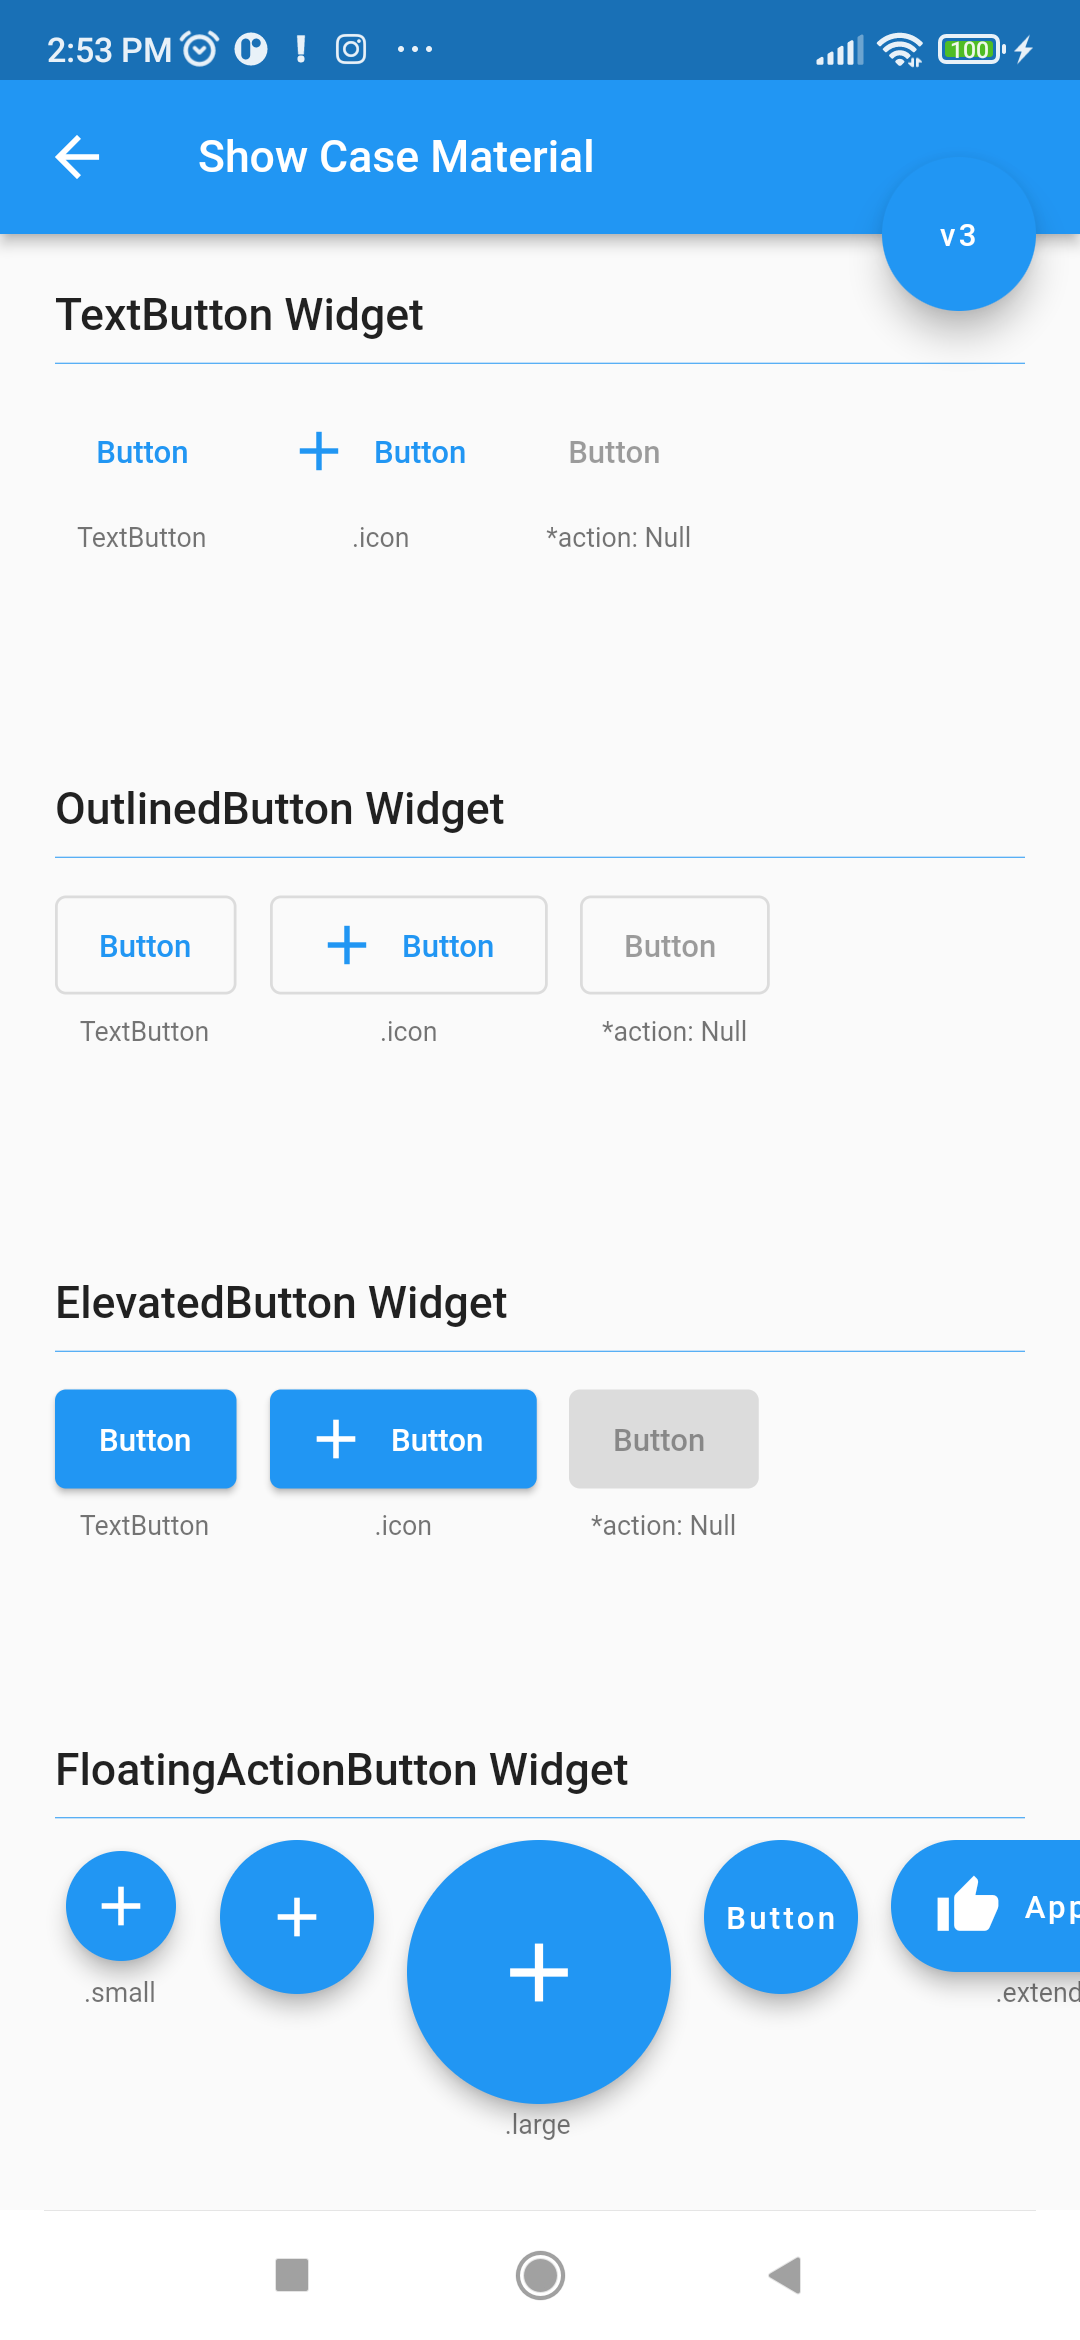 2:53 PM
100
Show Case Material
v3
TextButton Widget
Button Button Button
TextButton .icon *action: Null
OutlinedButton Widget
Button Button Button
TextButton .icon *action: Null
ElevatedButton Widget
Button Button Button
TextButton .icon *action: Null
FloatingActionButton Widget
Button App
.small .extend
.large